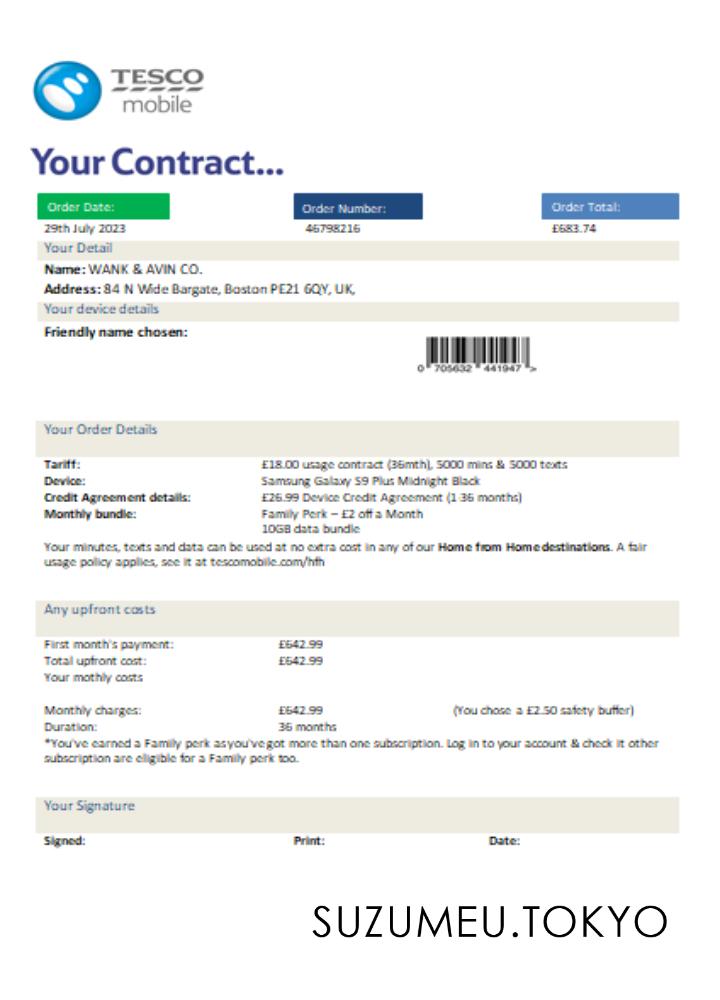 TESCO
mobile
Your Contract...
Order Date: Order Number: Order Total:
29th July 2023 46798216 £683.74
Your Detail
Name: WANK & AVIN CO.
Address: 84 N Wide Bargate, Boston PE21 6QY, UK,
Your device details
Friendly name chosen:
0 705632 441947 >
Your Order Details
Tariff: £18.00 usage contract (36mth), 5000 mins & 5000 texts
Device: Samsung Galaxy S9 Plus Midnight Black
Credit Agreement details: £26.99 Device Credit Agreement (1-36 months)
Monthly bundle: Family Perk – £2 off a Month
10GB data bundle
Your minutes, texts and data can be used at no extra cost in any of our Home from Home destinations. A fair
usage policy applies, see it at tescomobile.com/hfh
Any upfront costs
First month's payment: £642.99
Total upfront cost: £642.99
Your mothly costs
Monthly charges: £642.99 (You chose a £2.50 safety buffer)
Duration: 36 months
*You've earned a Family perk as you've got more than one subscription. Log in to your account & check it other
subscription are eligible for a Family perk too.
Your Signature
Signed: Print: Date:
SUZUMEU.TOKYO